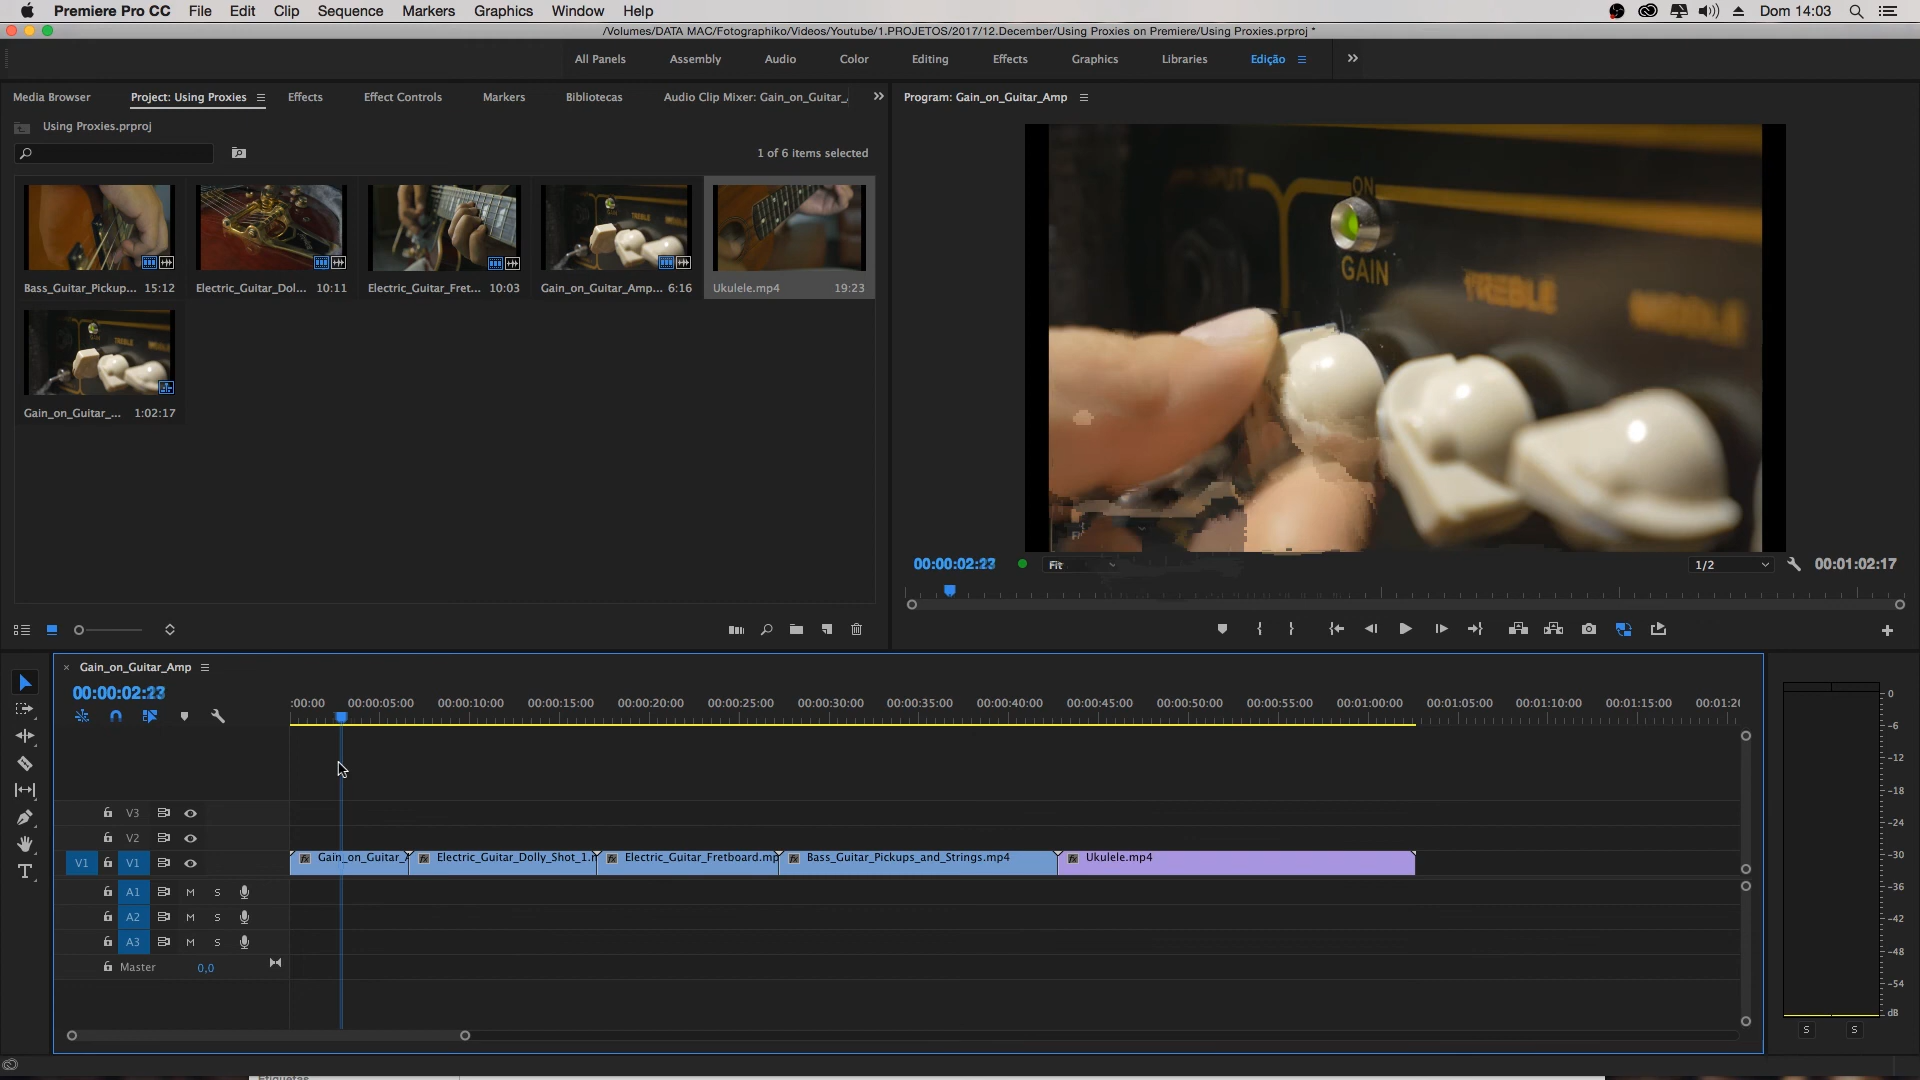 Premiere Pro CC File Edit Clip Sequence Markers Graphics Window Help Dom 14:03
/Volumes/DATA MAC/Fotographiko/Videos/Youtube/1.PROJETOS/2017/12.December/Using Proxies on Premiere/Using Proxies.prproj *
All Panels Assembly Audio Color Editing Effects Graphics Libraries Edição
Media Browser Project: Using Proxies Effects Effect Controls Markers Bibliotecas Audio Clip Mixer: Gain_on_Guitar_
Program: Gain_on_Guitar_Amp
Using Proxies.prproj
1 of 6 items selected
Bass_Guitar_Pickup... 15:12
Electric_Guitar_Dol... 10:11
Electric_Guitar_Fret... 10:03
Gain_on_Guitar_Amp... 6:16
Ukulele.mp4 19:23
Gain_on_Guitar_... 1:02:17
INPUT
ON
GAIN
TREBLE
MIDDLE
00:00:02:23 Fit 1/2 00:01:02:17
Gain_on_Guitar_Amp
00:00:02:23
:00:00 00:00:05:00 00:00:10:00 00:00:15:00 00:00:20:00 00:00:25:00 00:00:30:00 00:00:35:00 00:00:40:00 00:00:45:00 00:00:50:00 00:00:55:00 00:01:00:00 00:01:05:00 00:01:10:00 00:01:15:00 00:01:20
V3
V2
V1 V1
Gain_on_Guitar_A
Electric_Guitar_Dolly_Shot_1.m
Electric_Guitar_Fretboard.mp
Bass_Guitar_Pickups_and_Strings.mp4
Ukulele.mp4
A1 M S
A2 M S
A3 M S
Master 0,0
0
-6
-12
-18
-24
-30
-36
-42
-48
-54
dB
S S